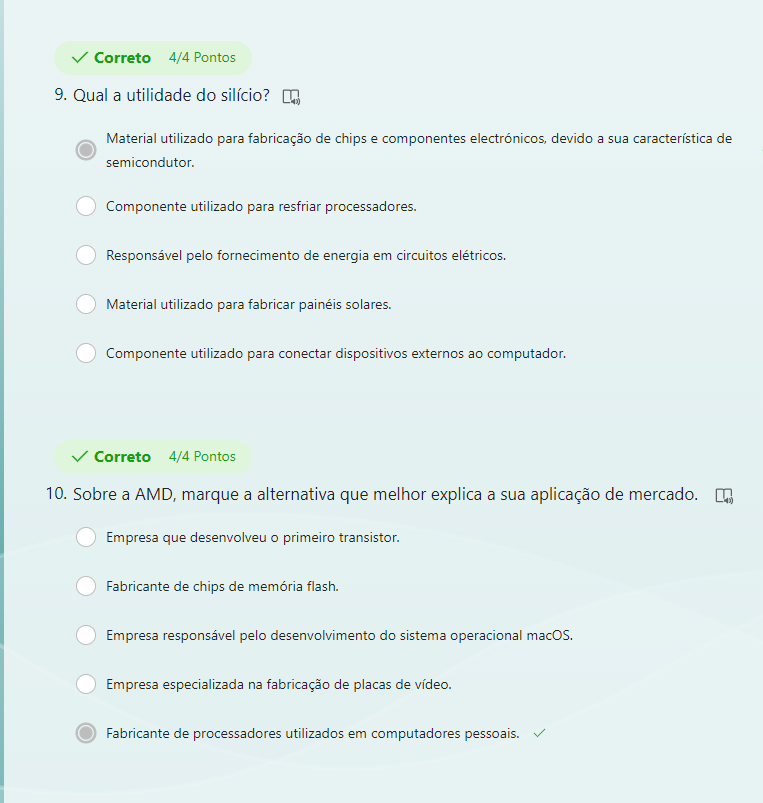 Correto 4/4 Pontos
9. Qual a utilidade do silício?
Material utilizado para fabricação de chips e componentes electrónicos, devido a sua característica de
semicondutor.
Componente utilizado para resfriar processadores.
Responsável pelo fornecimento de energia em circuitos elétricos.
Material utilizado para fabricar painéis solares.
Componente utilizado para conectar dispositivos externos ao computador.
Correto 4/4 Pontos
10. Sobre a AMD, marque a alternativa que melhor explica a sua aplicação de mercado.
Empresa que desenvolveu o primeiro transistor.
Fabricante de chips de memória flash.
Empresa responsável pelo desenvolvimento do sistema operacional macOS.
Empresa especializada na fabricação de placas de vídeo.
Fabricante de processadores utilizados em computadores pessoais.